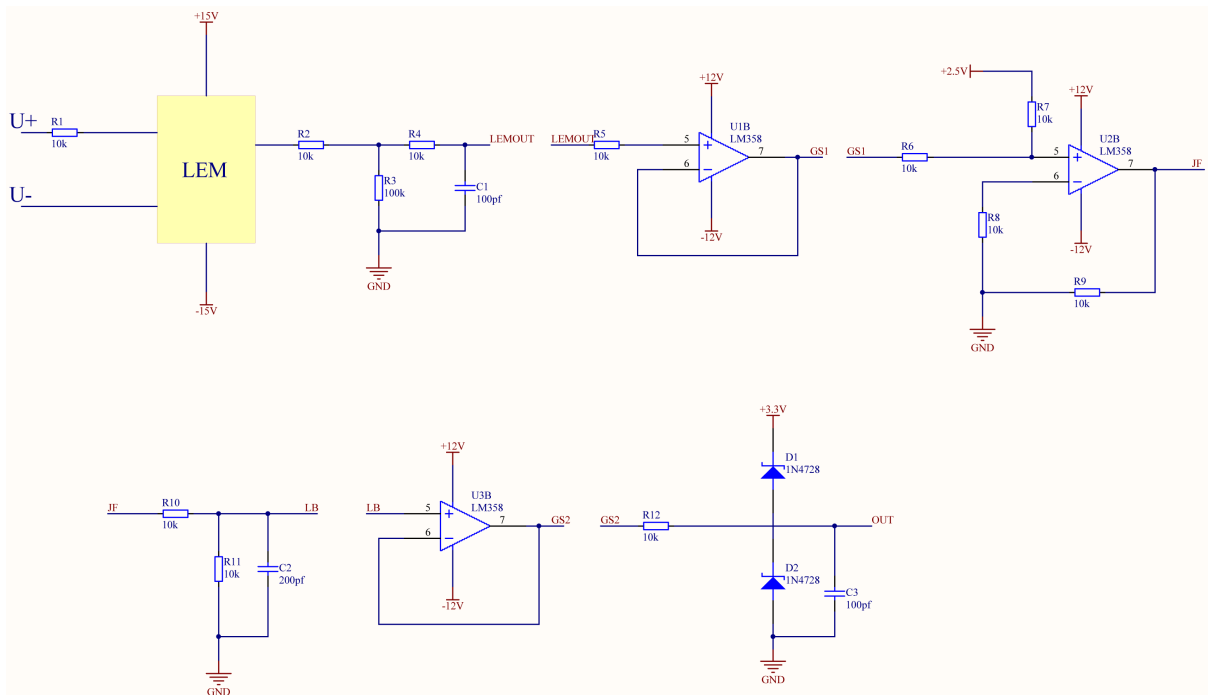 +15V
U+
R1
10k
LEM
U-
-15V
R2
10k
R4
10k
LEMOUT
R3
100k
C1
100pf
GND
LEMOUT
R5
10k
+12V
U1B
LM358
5
6
7
GS1
-12V
+2.5V
R7
10k
+12V
U2B
LM358
GS1
R6
10k
5
6
7
JF
R8
10k
-12V
R9
10k
GND
JF
R10
10k
LB
R11
10k
C2
200pf
GND
+12V
U3B
LM358
LB
5
6
7
GS2
-12V
+3.3V
D1
1N4728
GS2
R12
10k
OUT
D2
1N4728
C3
100pf
GND